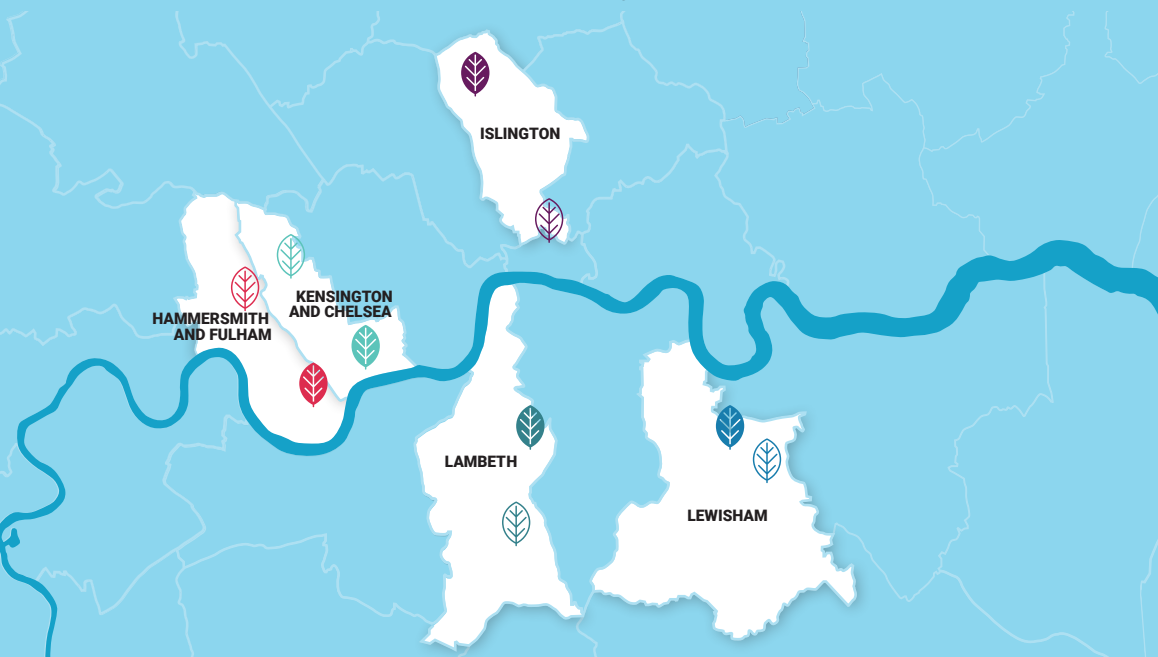 ISLINGTON
KENSINGTON
AND CHELSEA
HAMMERSMITH
AND FULHAM
LAMBETH
LEWISHAM